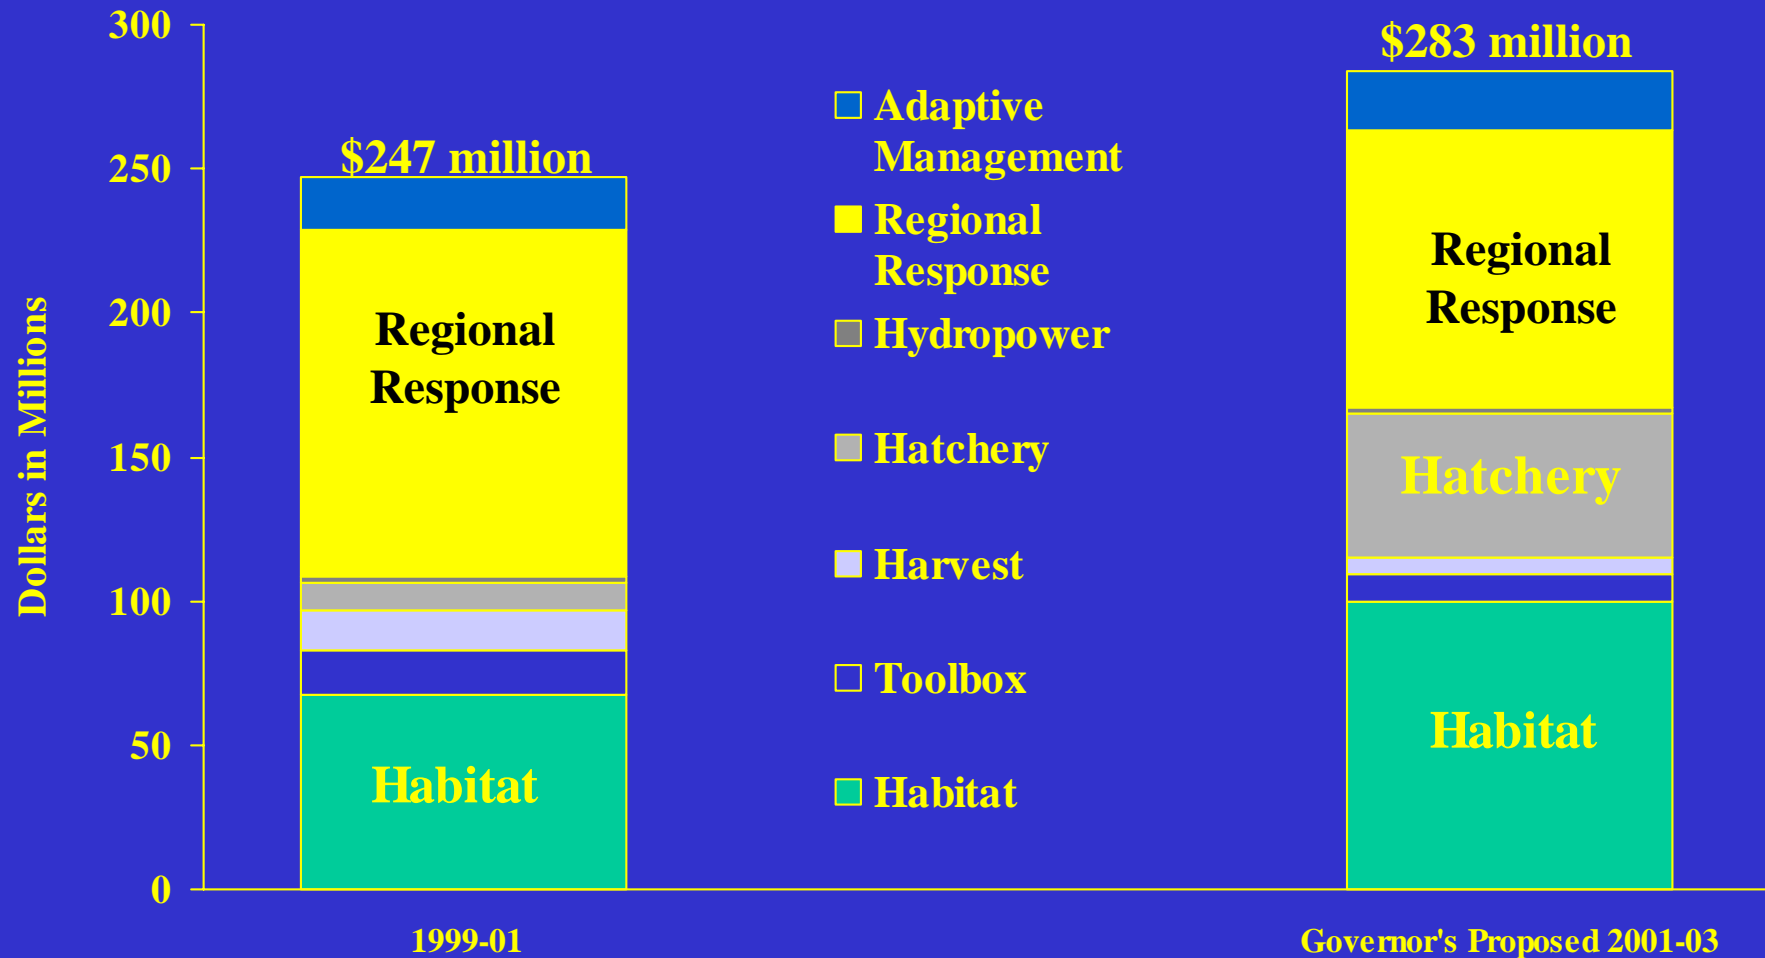 300
250
200
150
100
50
0
Dollars in Millions
$247 million
Regional
Response
Habitat
1999-01
Adaptive
Management
Regional
Response
Hydropower
Hatchery
Harvest
Toolbox
Habitat
$283 million
Regional
Response
Hatchery
Habitat
Governor's Proposed 2001-03